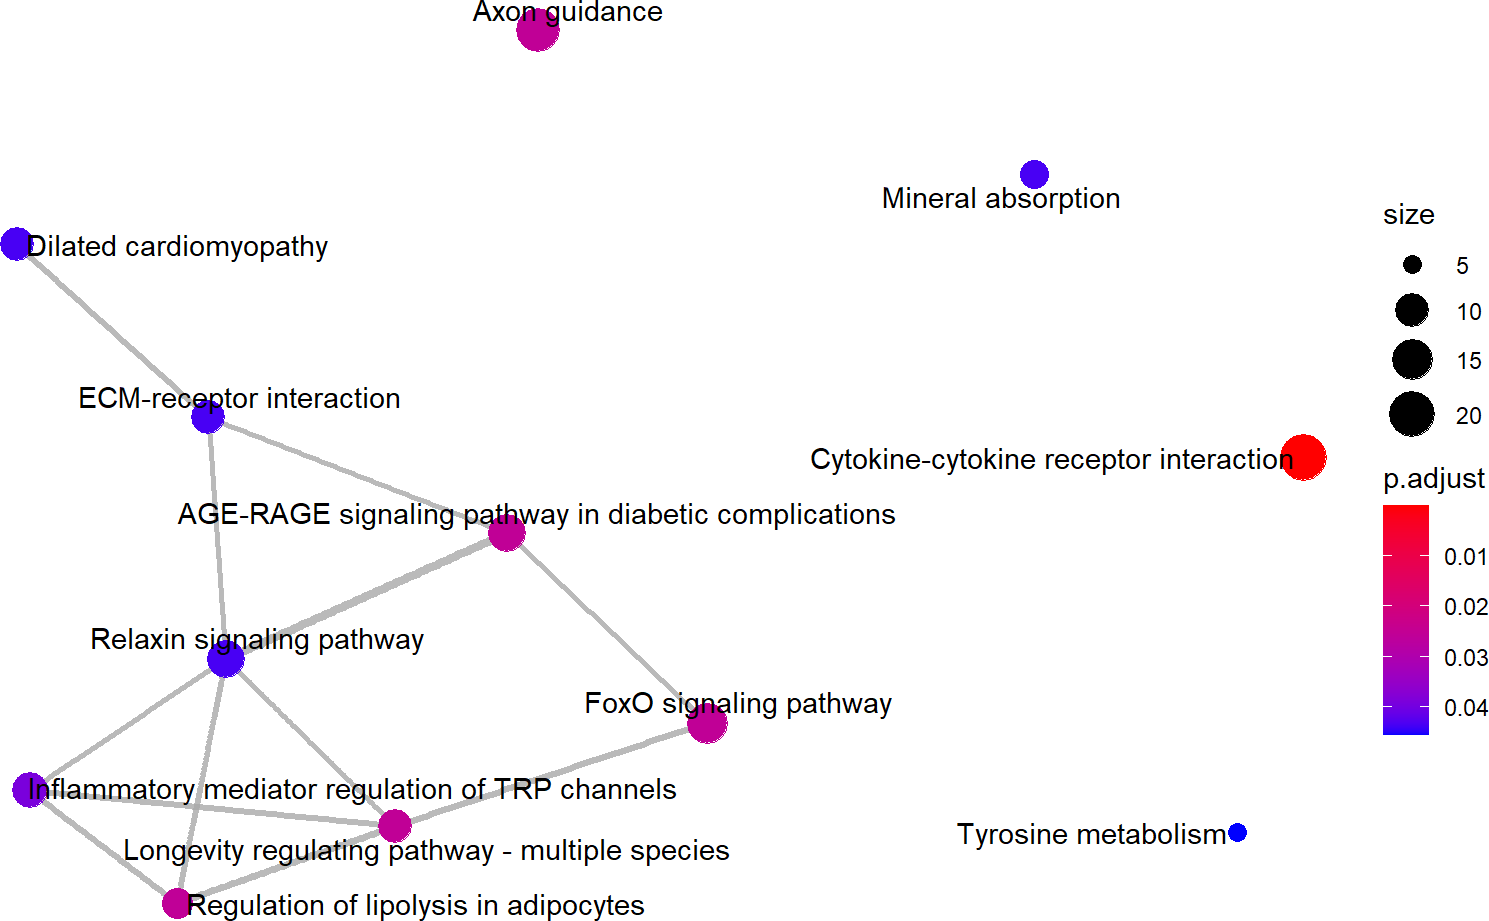 Axon guidance
Mineral absorption
Dilated cardiomyopathy
ECM-receptor interaction
Cytokine-cytokine receptor interaction
AGE-RAGE signaling pathway in diabetic complications
Relaxin signaling pathway
FoxO signaling pathway
Inflammatory mediator regulation of TRP channels
Longevity regulating pathway - multiple species
Tyrosine metabolism
Regulation of lipolysis in adipocytes
size
5
10
15
20
p.adjust
0.01
0.02
0.03
0.04